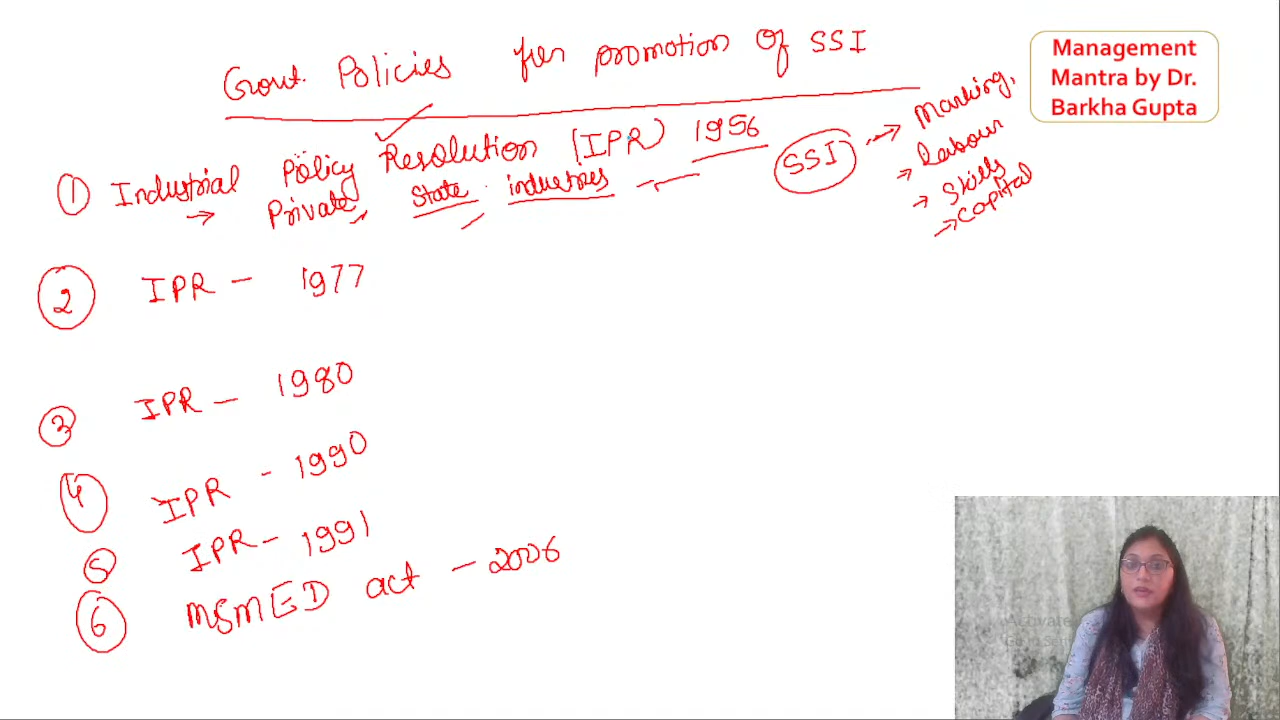 Govt. Policies for promotion of SSI
Management
Mantra by Dr.
Barkha Gupta
① Industrial Policy Resolution (IPR) 1956
→ Private State industries
SSI → Marking.
→ Labour
→ Skills
→ Capital
② IPR - 1977
③ IPR - 1980
④ IPR - 1990
⑤ IPR - 1991
⑥ MSMED act - 2006
Activate